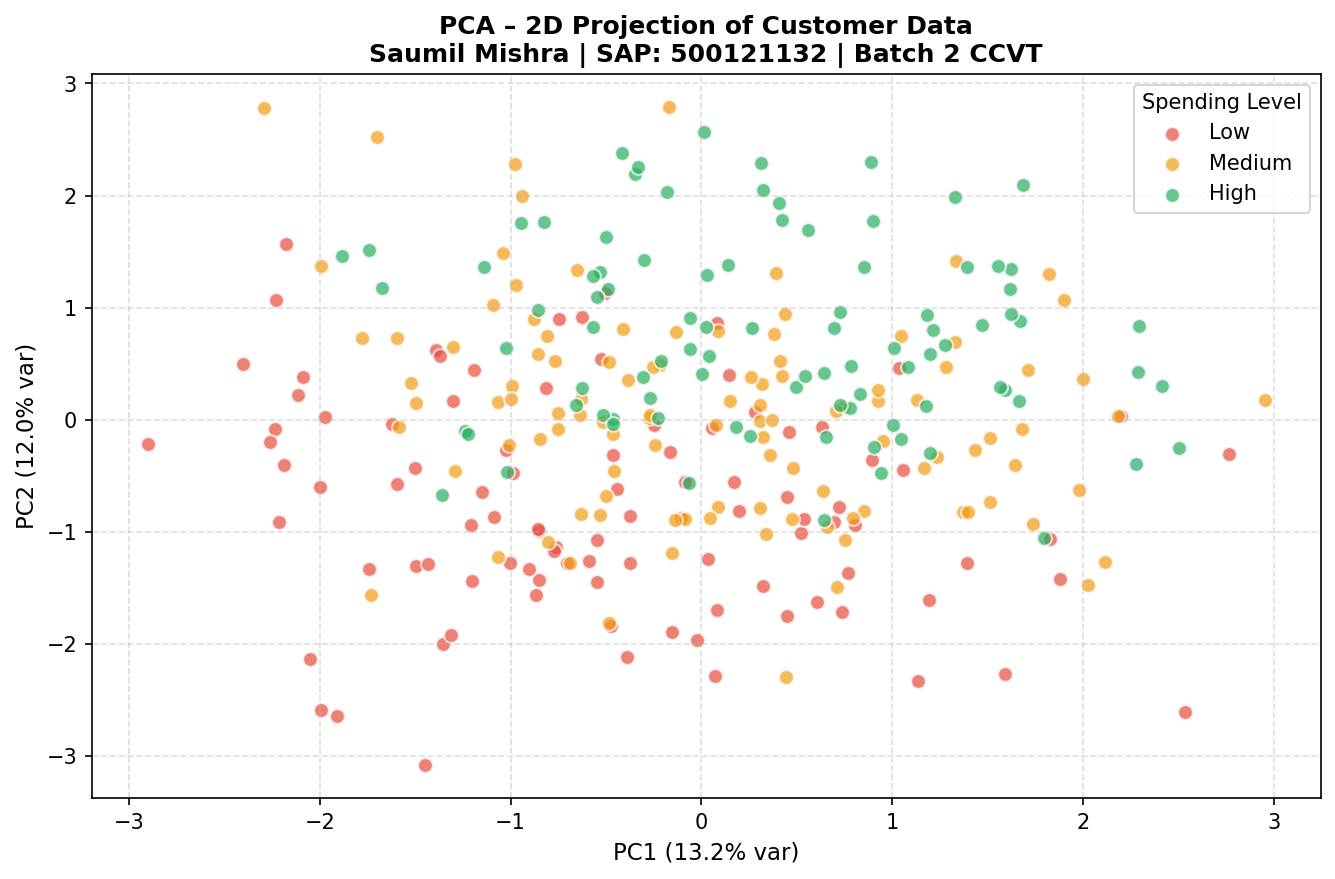 PCA – 2D Projection of Customer Data
Saumil Mishra | SAP: 500121132 | Batch 2 CCVT
Spending Level
Low
Medium
High
3
2
1
0
−1
−2
−3
PC2 (12.0% var)
−3
−2
−1
0
1
2
3
PC1 (13.2% var)